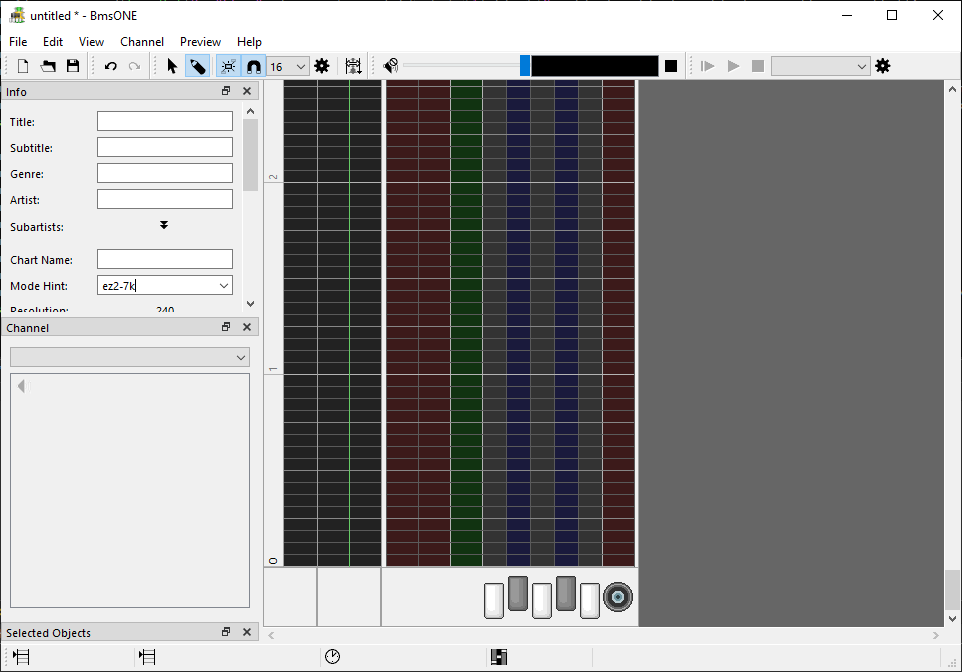 untitled * - BmsONE
File Edit View Channel Preview Help
16
Info
Title:
Subtitle:
Genre:
Artist:
Subartists:
Chart Name:
Mode Hint: ez2-7k
Resolution: 240
Channel
Selected Objects
2
1
0